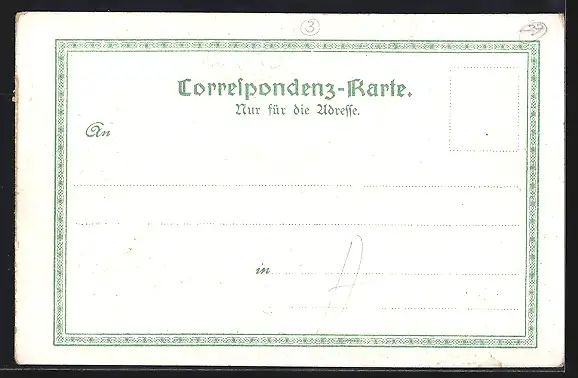 3
Correspondenz-Karte.
Nur für die Adresse.
An
in
A